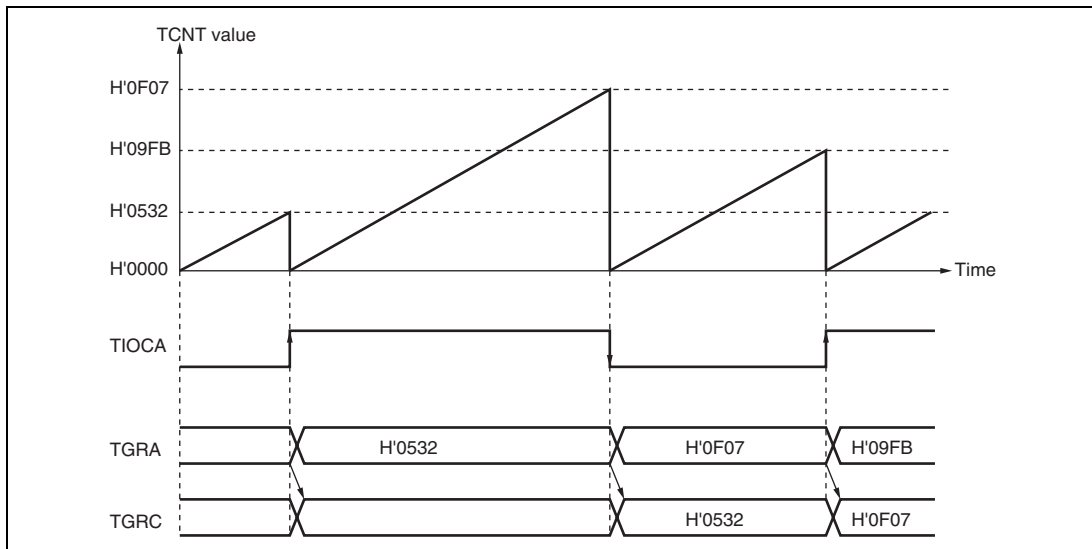 TCNT value
H'0F07
H'09FB
H'0532
H'0000
Time
TIOCA
TGRA
H'0532
H'0F07
H'09FB
TGRC
H'0532
H'0F07